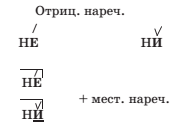 Отриц. нареч.
НЕ НИ
НЕ
НИ
+ мест. нареч.